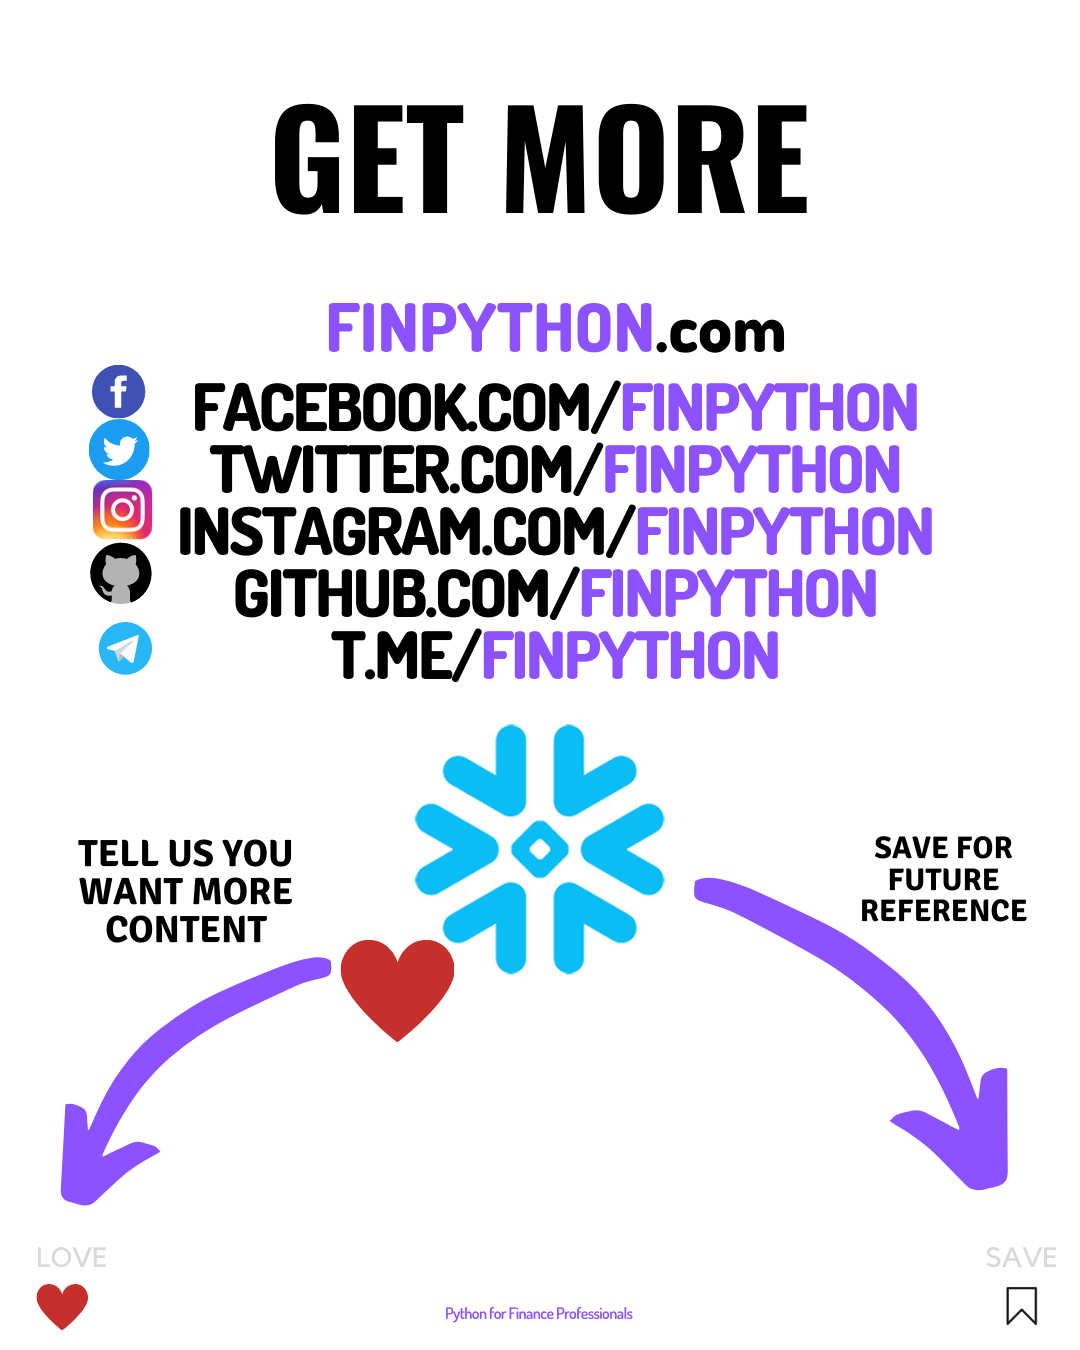 GET MORE
FINPYTHON.com
FACEBOOK.COM/FINPYTHON
TWITTER.COM/FINPYTHON
INSTAGRAM.COM/FINPYTHON
GITHUB.COM/FINPYTHON
T.ME/FINPYTHON
TELL US YOU
WANT MORE
CONTENT
SAVE FOR
FUTURE
REFERENCE
LOVE
SAVE
Python for Finance Professionals